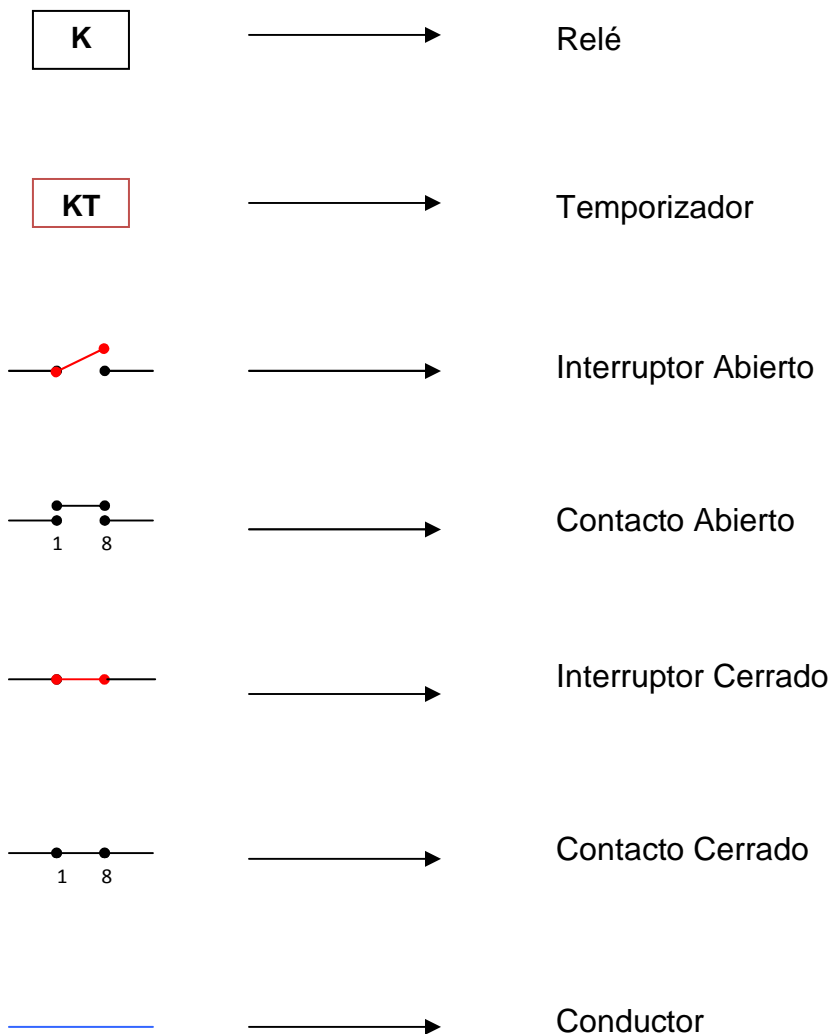 K Relé
KT Temporizador
Interruptor Abierto
Contacto Abierto
1 8
Interruptor Cerrado
Contacto Cerrado
1 8
Conductor